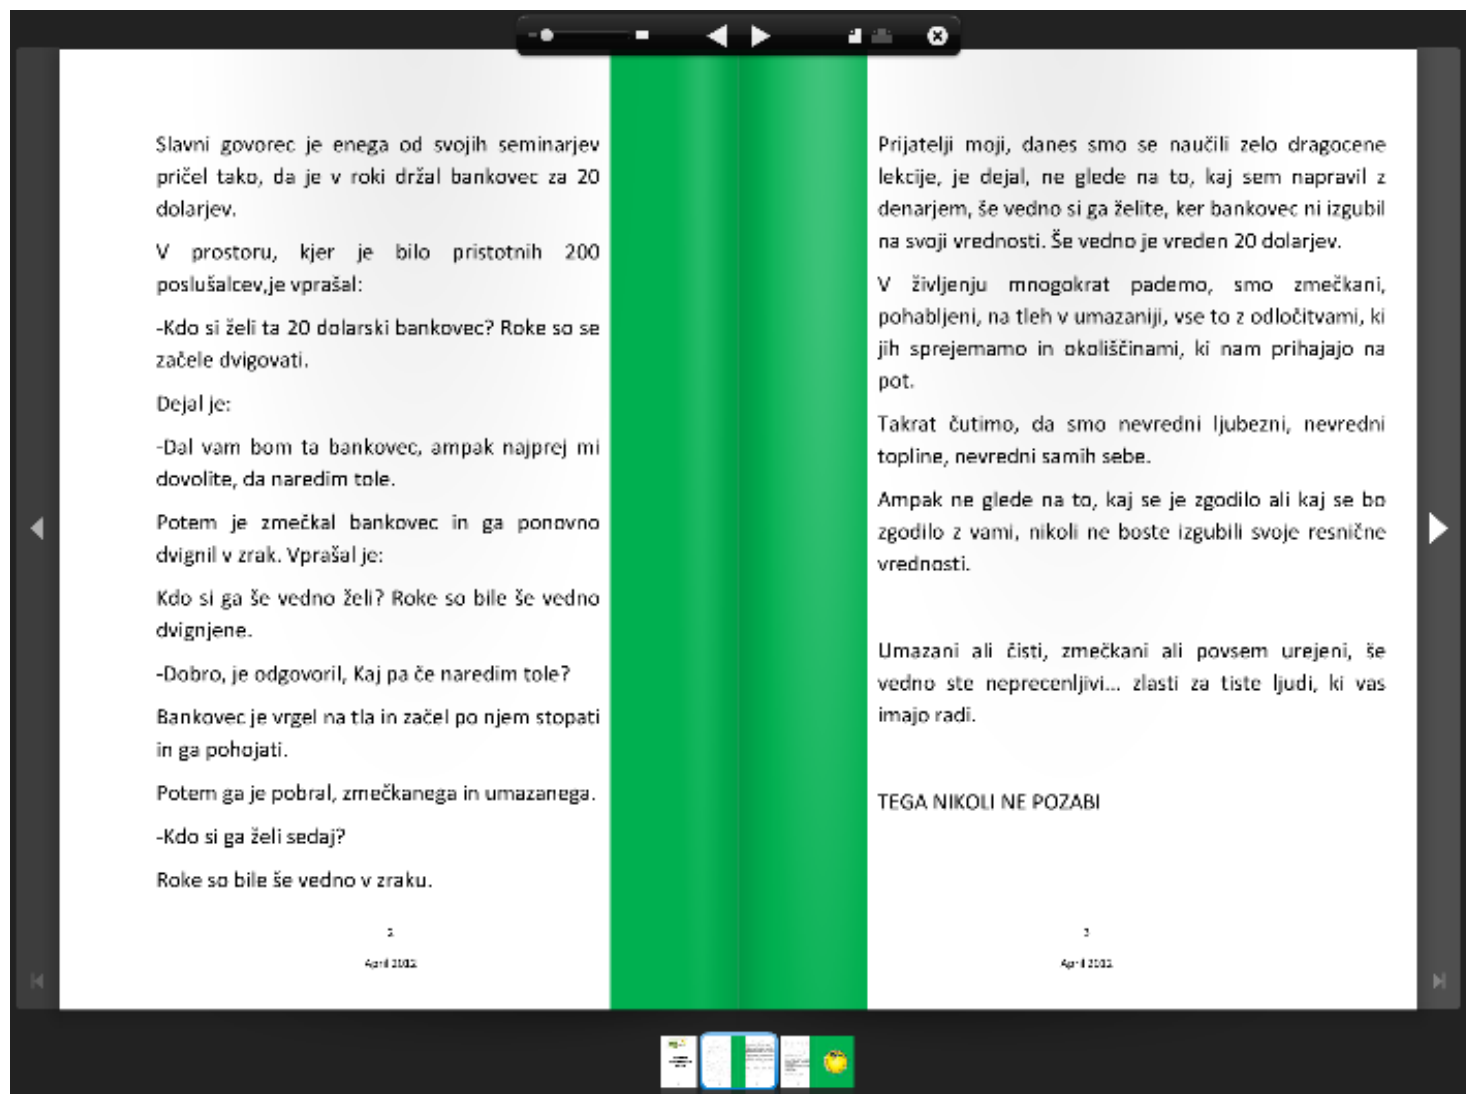 Slavni govorec je enega od svojih seminarjev
pričel tako, da je v roki držal bankovec za 20
dolarjev.
V prostoru, kjer je bilo pristotnih 200
poslušalcev,je vprašal:
-Kdo si želi ta 20 dolarski bankovec? Roke so se
začele dvigovati.
Dejal je:
-Dal vam bom ta bankovec, ampak najprej mi
dovolite, da naredim tole.
Potem je zmečkal bankovec in ga ponovno
dvignil v zrak. Vprašal je:
Kdo si ga še vedno želi? Roke so bile še vedno
dvignjene.
-Dobro, je odgovoril, Kaj pa če naredim tole?
Bankovec je vrgel na tla in začel po njem stopati
in ga pohojati.
Potem ga je pobral, zmečkanega in umazanega.
-Kdo si ga želi sedaj?
Roke so bile še vedno v zraku.
2
April 2012
Prijatelji moji, danes smo se naučili zelo dragocene
lekcije, je dejal, ne glede na to, kaj sem napravil z
denarjem, še vedno si ga želite, ker bankovec ni izgubil
na svoji vrednosti. Še vedno je vreden 20 dolarjev.
V življenju mnogokrat pademo, smo zmečkani,
pohabljeni, na tleh v umazaniji, vse to z odločitvami, ki
jih sprejemamo in okoliščinami, ki nam prihajajo na
pot.
Takrat čutimo, da smo nevredni ljubezni, nevredni
topline, nevredni samih sebe.
Ampak ne glede na to, kaj se je zgodilo ali kaj se bo
zgodilo z vami, nikoli ne boste izgubili svoje resnične
vrednosti.
Umazani ali čisti, zmečkani ali povsem urejeni, še
vedno ste neprecenljivi... zlasti za tiste ljudi, ki vas
imajo radi.
TEGA NIKOLI NE POZABI
3
April 2012